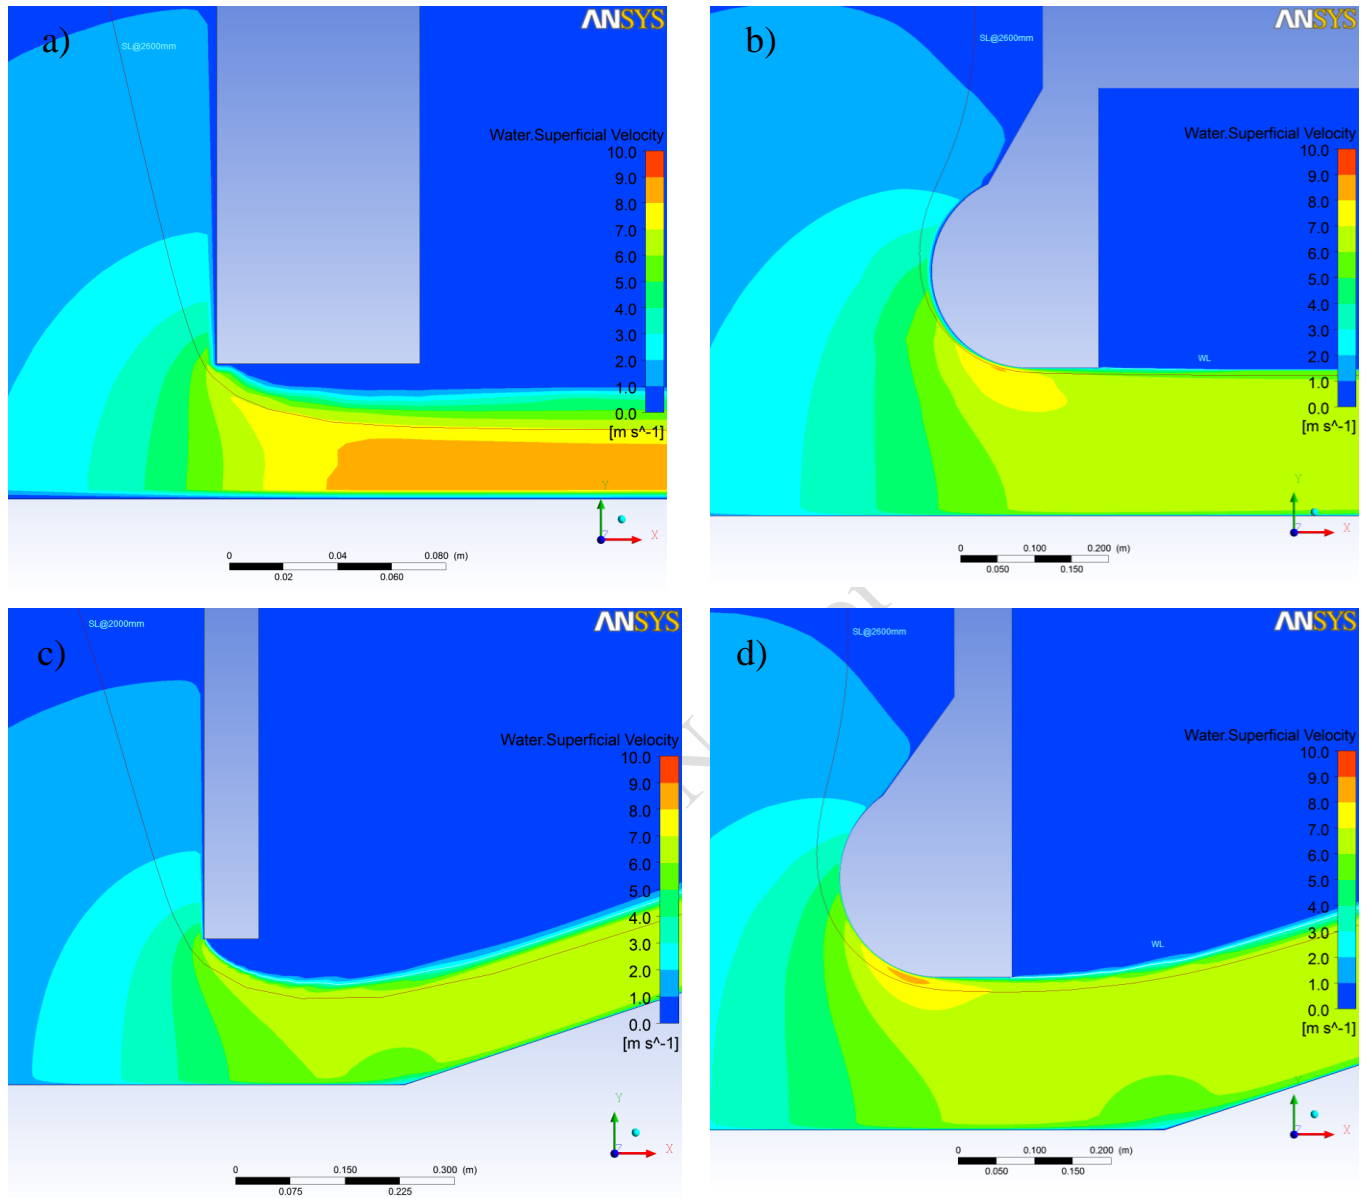 a)
ANSYS
SL@2600mm
Water.Superficial Velocity
10.0
9.0
8.0
7.0
6.0
5.0
4.0
3.0
2.0
1.0
0.0
[m s^-1]
Y
Z
X
0 0.04 0.080 (m)
0.02 0.060
b)
ANSYS
SL@2600mm
Water.Superficial Velocity
10.0
9.0
8.0
7.0
6.0
5.0
4.0
3.0
2.0
1.0
0.0
[m s^-1]
WL
Y
Z
X
0 0.100 0.200 (m)
0.050 0.150
c)
ANSYS
SL@2000mm
Water.Superficial Velocity
10.0
9.0
8.0
7.0
6.0
5.0
4.0
3.0
2.0
1.0
0.0
[m s^-1]
Y
Z
X
0 0.150 0.300 (m)
0.075 0.225
d)
ANSYS
SL@2600mm
Water.Superficial Velocity
10.0
9.0
8.0
7.0
6.0
5.0
4.0
3.0
2.0
1.0
0.0
[m s^-1]
WL
Z
X
0 0.100 0.200 (m)
0.050 0.150